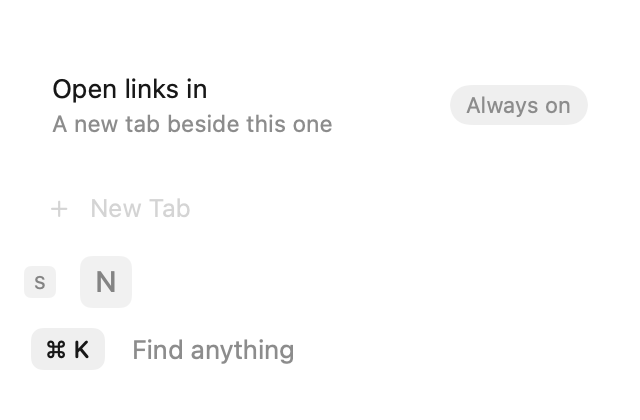 Open links in
A new tab beside this one
Always on
+ New Tab
S N
⌘ K Find anything